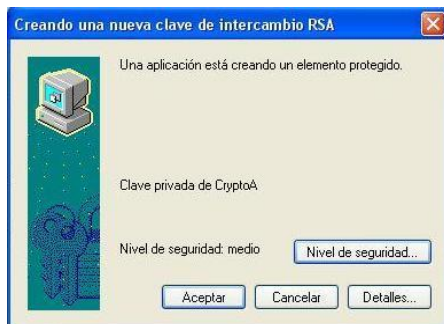 Creando una nueva clave de intercambio RSA
Una aplicación está creando un elemento protegido.
Clave privada de CryptoA
Nivel de seguridad: medio
Nivel de seguridad...
Aceptar
Cancelar
Detalles...